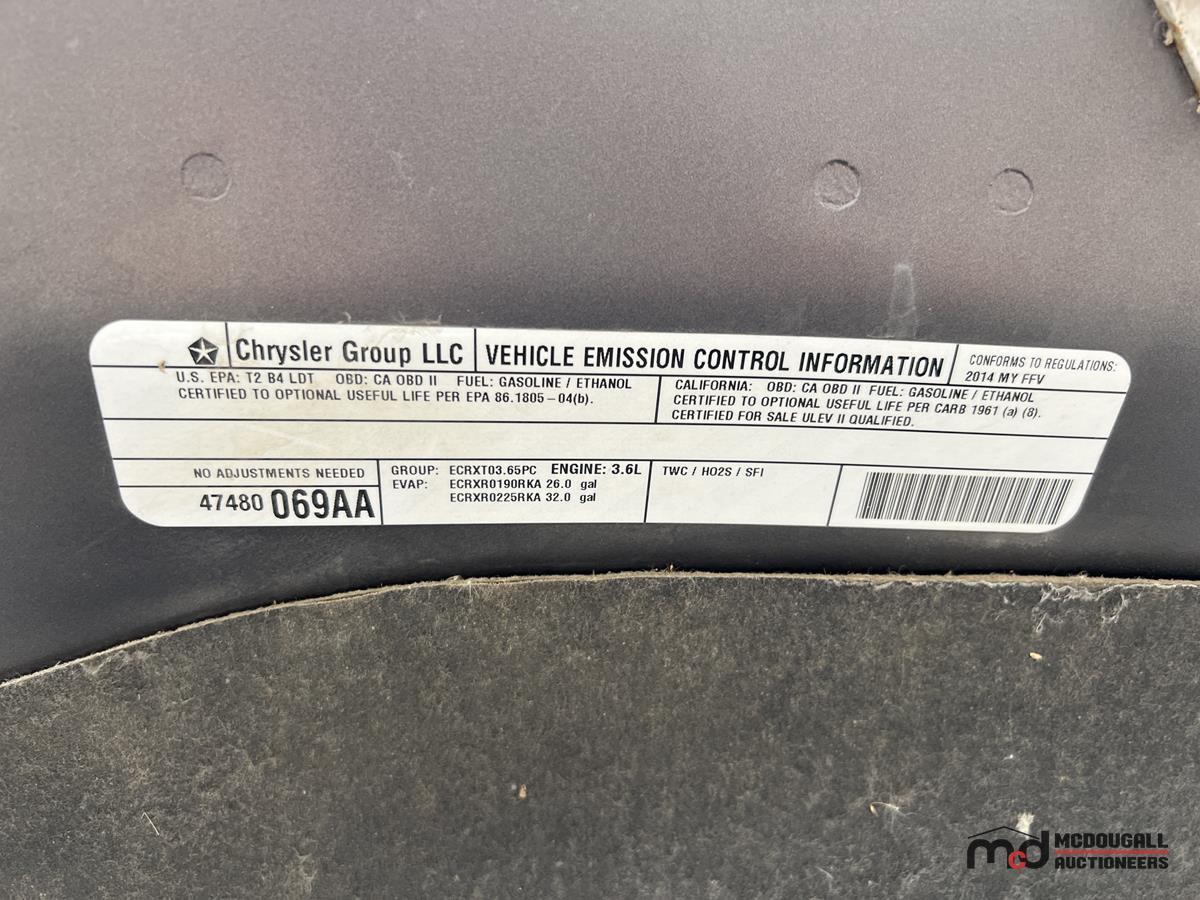 Chrysler Group LLC
VEHICLE EMISSION CONTROL INFORMATION
CONFORMS TO REGULATIONS:
2014 MY FFV
U.S. EPA: T2 B4 LDT OBD: CA OBD II FUEL: GASOLINE / ETHANOL
CERTIFIED TO OPTIONAL USEFUL LIFE PER EPA 86.1805-04(b).
CALIFORNIA: OBD: CA OBD II FUEL: GASOLINE / ETHANOL
CERTIFIED TO OPTIONAL USEFUL LIFE PER CARB 1961 (a) (8).
CERTIFIED FOR SALE ULEV II QUALIFIED.
NO ADJUSTMENTS NEEDED
47480 069AA
GROUP: ECRXT03.65PC ENGINE: 3.6L
EVAP: ECRXR0190RKA 26.0 gal
ECRXR0225RKA 32.0 gal
TWC / HO2S / SFI
mcd MCDOUGALL
AUCTIONEERS